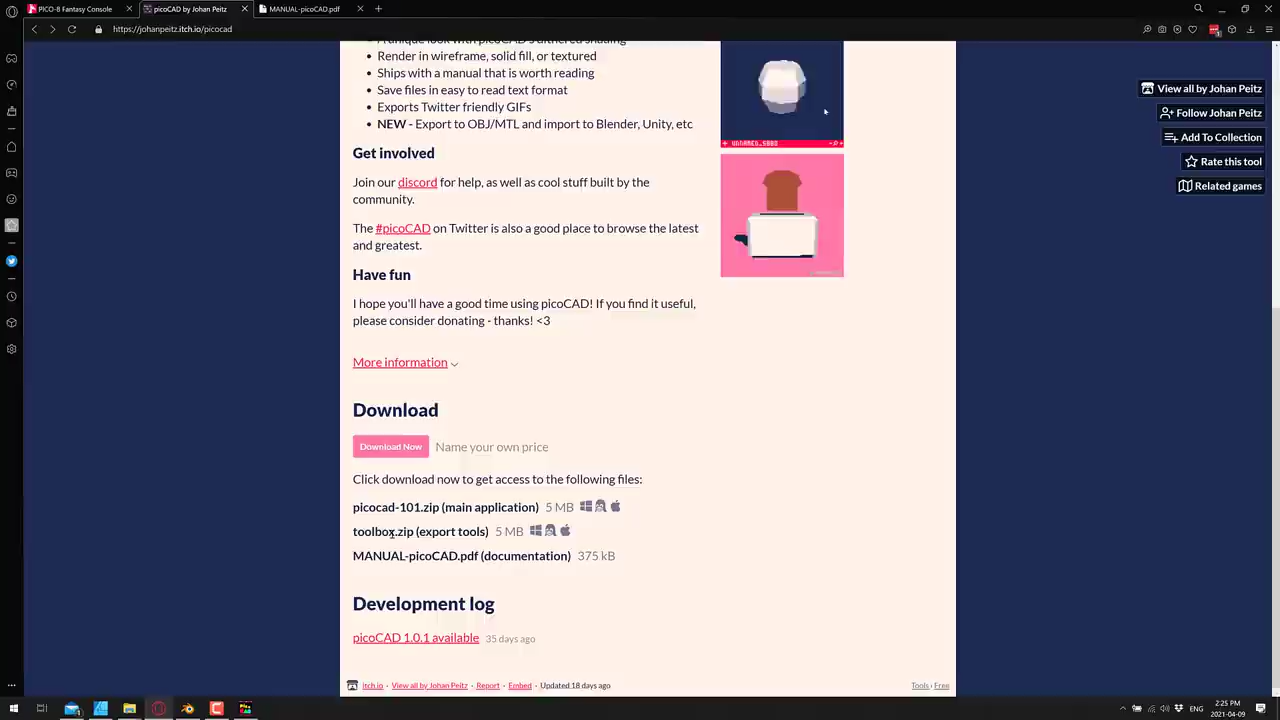 PICO-8 Fantasy Console
picoCAD by Johan Peitz
MANUAL-picoCAD.pdf
https://johanpeitz.itch.io/picocad
A unique look with picoCAD's dithered shading
Render in wireframe, solid fill, or textured
Ships with a manual that is worth reading
Save files in easy to read text format
Exports Twitter friendly GIFs
NEW - Export to OBJ/MTL and import to Blender, Unity, etc
Get involved
Join our discord for help, as well as cool stuff built by the
community.
The #picoCAD on Twitter is also a good place to browse the latest
and greatest.
Have fun
I hope you'll have a good time using picoCAD! If you find it useful,
please consider donating - thanks! <3
More information
Download
Download Now Name your own price
Click download now to get access to the following files:
picocad-101.zip (main application) 5 MB
toolbox.zip (export tools) 5 MB
MANUAL-picoCAD.pdf (documentation) 375 kB
Development log
picoCAD 1.0.1 available 35 days ago
itch.io · View all by Johan Peitz · Report · Embed · Updated 18 days ago
Tools › Free
View all by Johan Peitz
Follow Johan Peitz
Add To Collection
Rate this tool
Related games
ENG
2:25 PM
2021-04-09